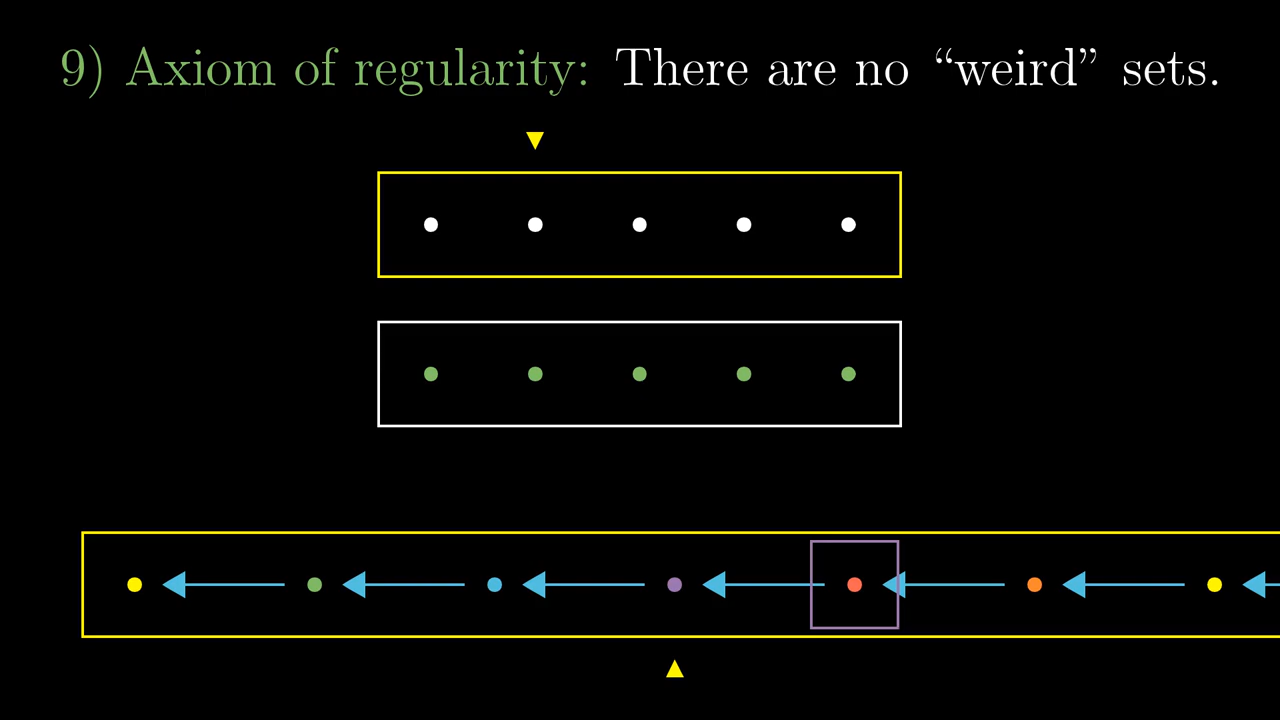 9) Axiom of regularity: There are no “weird” sets.